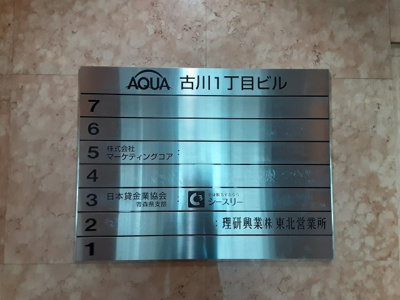 AQUA 古川1丁目ビル
7
6
5 株式会社
マーケティングコア
4
3 日本貸金業協会
青森県支部
シースリー
2 : 理研興業株 東北営業所
1